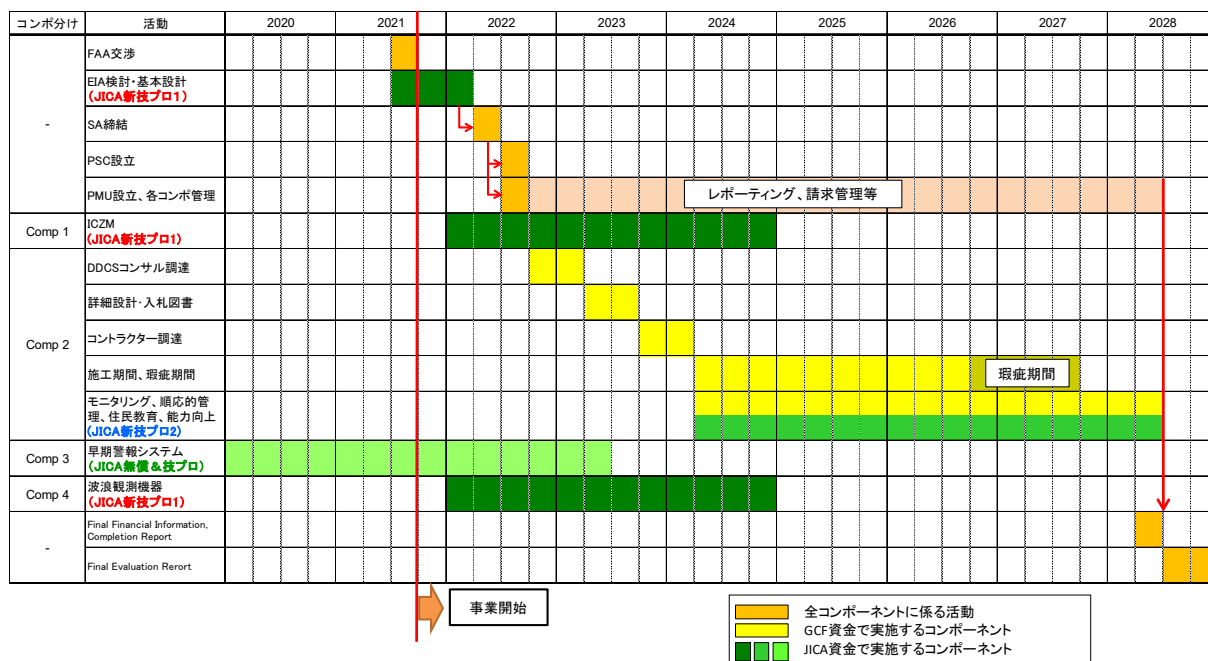 コンポ分け 活動 2020 2021 2022 2023 2024 2025 2026 2027 2028
FAA交渉
EIA検討・基本設計
(JICA新技プロ1)
- SA締結
PSC設立
PMU設立、各コンポ管理 レポーティング、請求管理等
Comp 1 ICZM
(JICA新技プロ1)
DDCSコンサル調達
詳細設計・入札図書
Comp 2 コントラクター調達
施工期間、瑕疵期間 瑕疵期間
モニタリング、順応的管
理、住民教育、能力向上
(JICA新技プロ2)
Comp 3 早期警報システム
(JICA無償&技プロ)
Comp 4 波浪観測機器
(JICA新技プロ1)
- Final Financial Information,
Completion Report
Final Evaluation Rerort
事業開始
全コンポーネントに係る活動
GCF資金で実施するコンポーネント
JICA資金で実施するコンポーネント